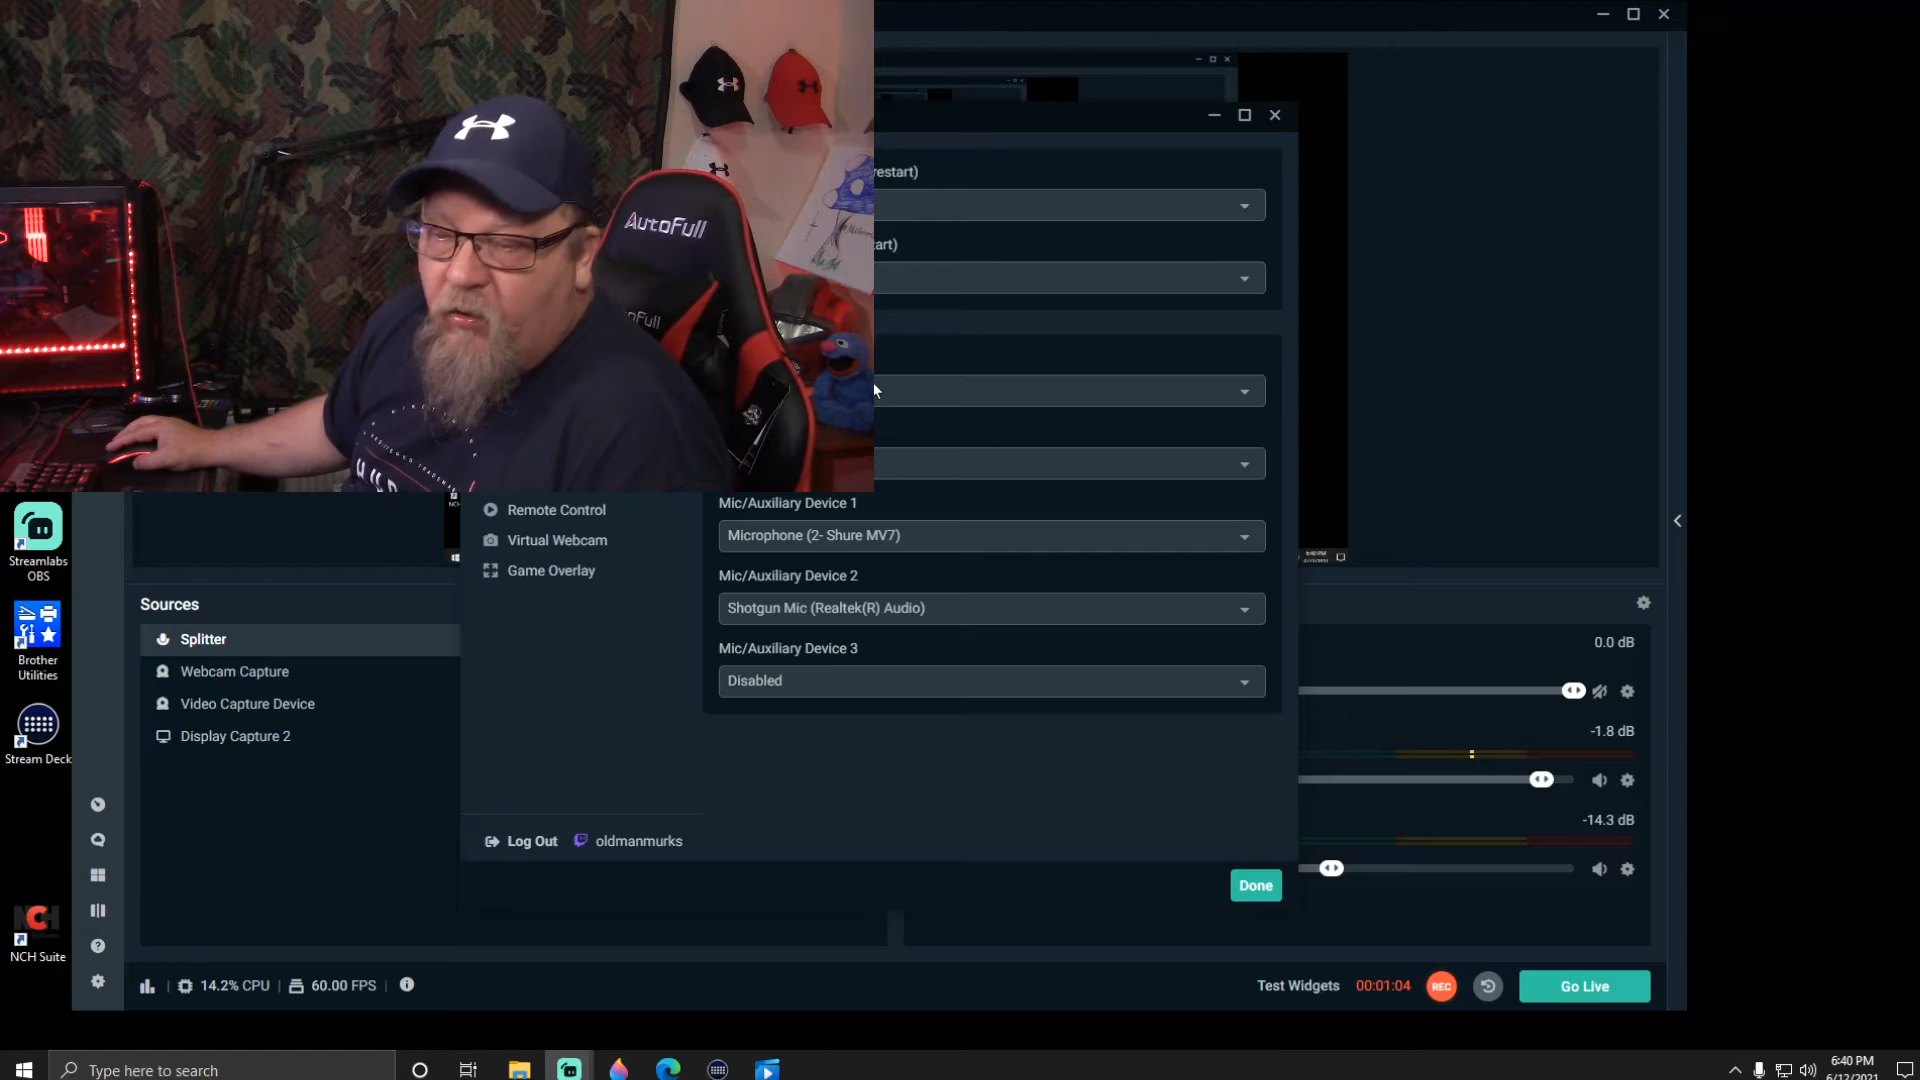 AutoFull
restart)
tart)
Remote Control
Virtual Webcam
Game Overlay
Mic/Auxiliary Device 1
Microphone (2- Shure MV7)
Mic/Auxiliary Device 2
Shotgun Mic (Realtek(R) Audio)
Mic/Auxiliary Device 3
Disabled
Streamlabs
OBS
Brother
Utilities
Stream Deck
NCH Suite
Sources
Splitter
Webcam Capture
Video Capture Device
Display Capture 2
0.0 dB
-1.8 dB
-14.3 dB
Log Out
oldmanmurks
Done
14.2% CPU
60.00 FPS
Test Widgets
00:01:04
REC
Go Live
Type here to search
6:40 PM
6/12/2021